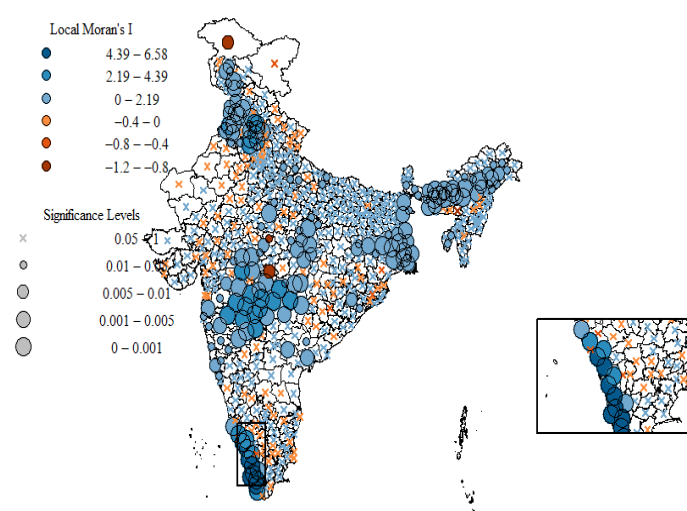 Local Moran's I
4.39 – 6.58
2.19 – 4.39
0 – 2.19
−0.4 – 0
−0.8 – −0.4
−1.2 – −0.8
Significance Levels
0.05 – 1
0.01 –
0.005 – 0.01
0.001 – 0.005
0 – 0.001